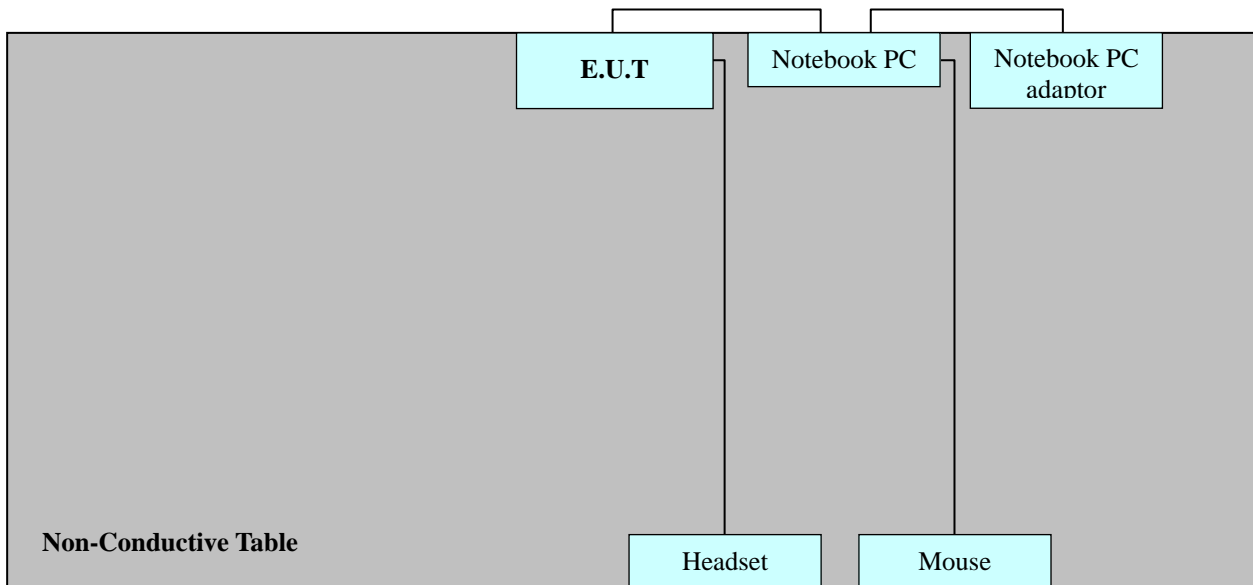 E.U.T
Notebook PC
Notebook PC
adaptor
Non-Conductive Table
Headset
Mouse